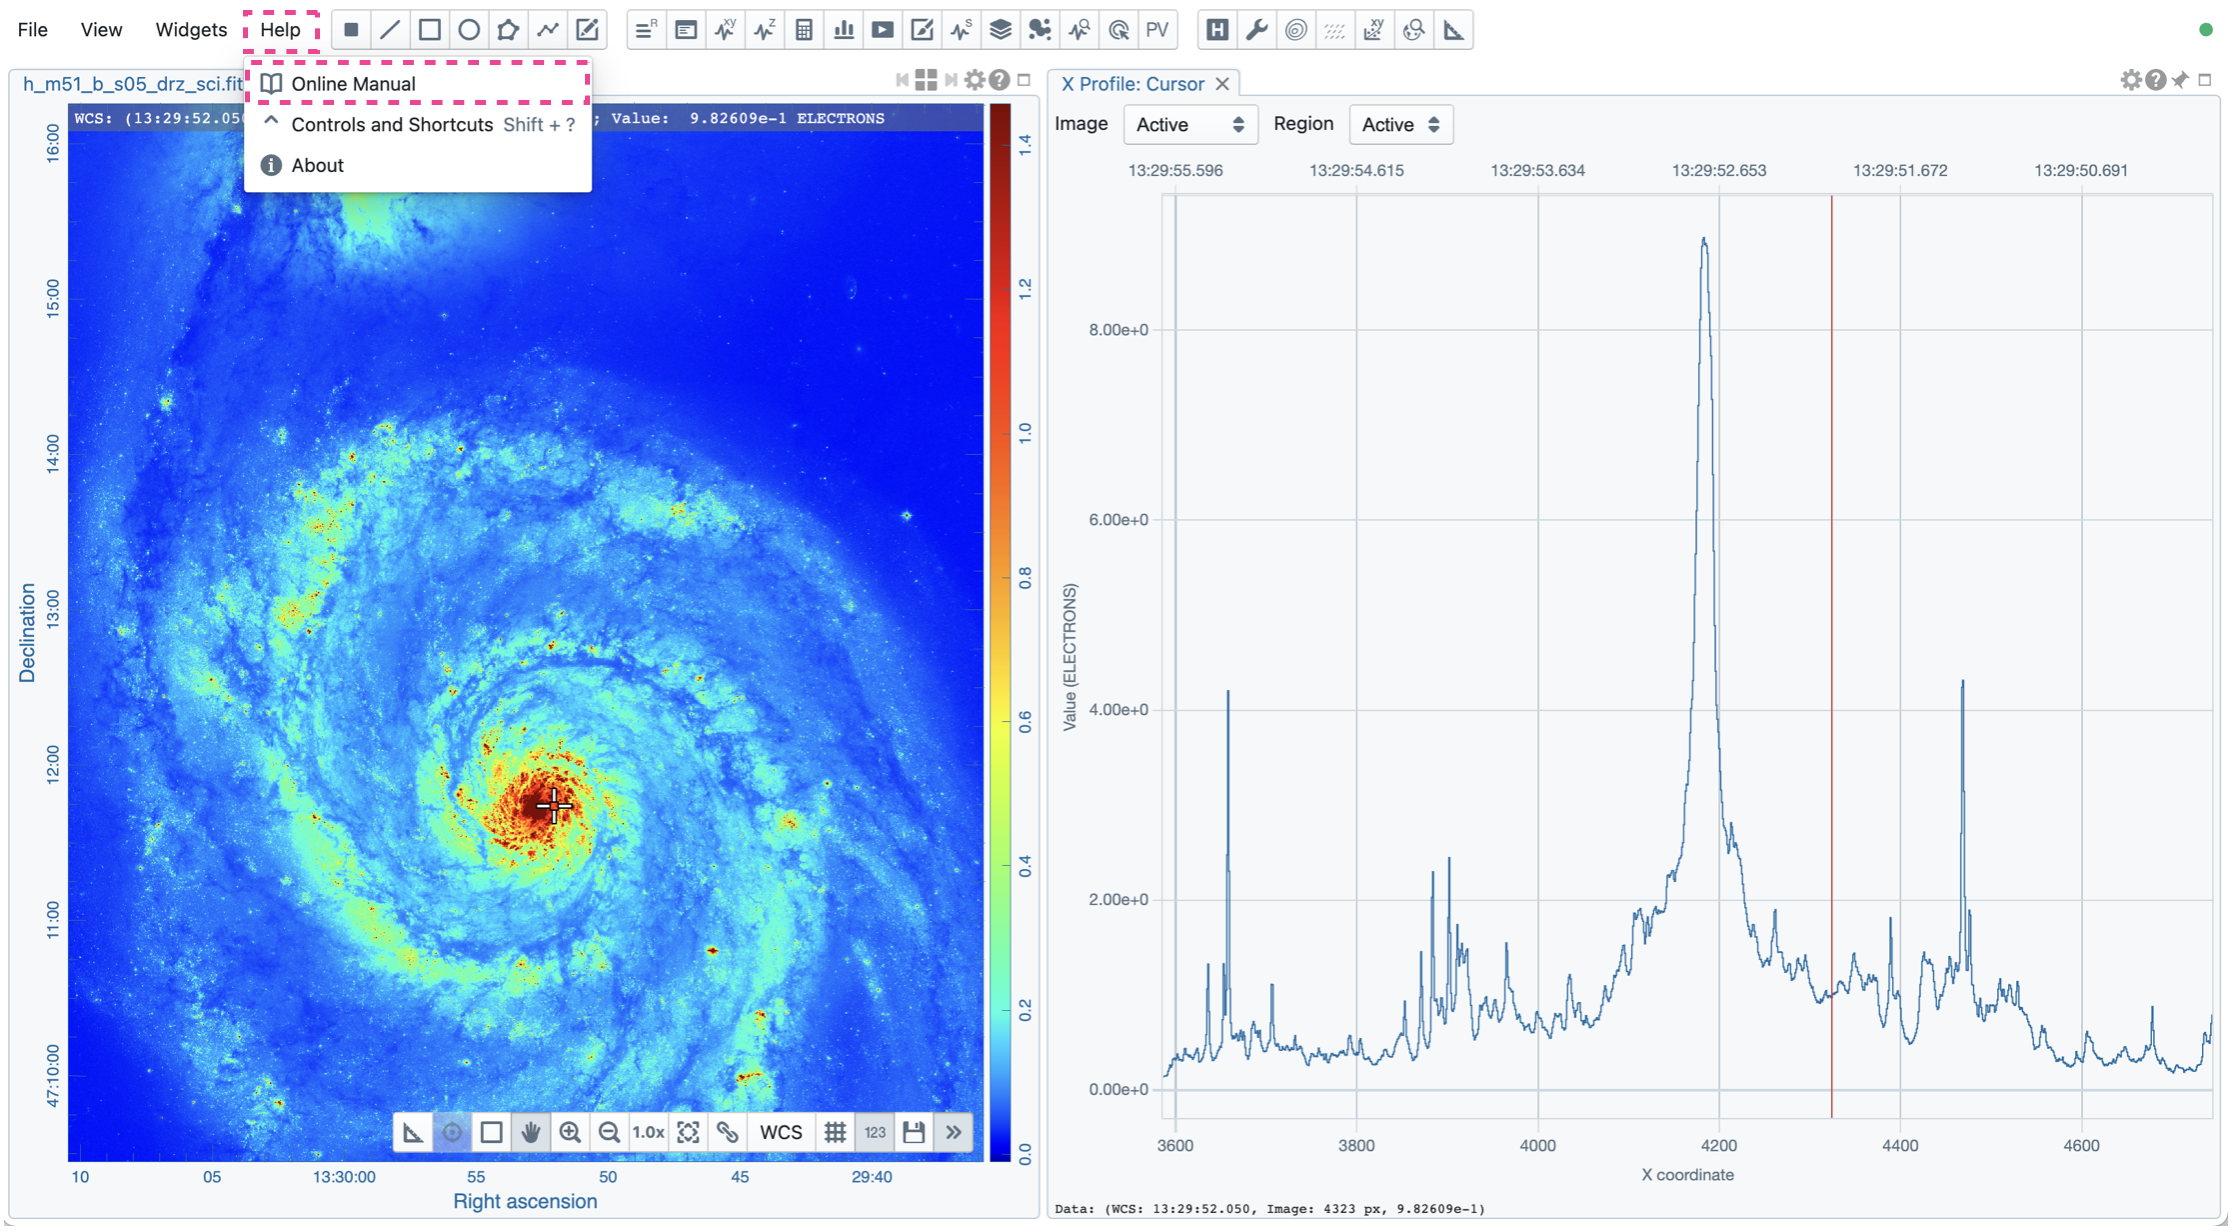 File View Widgets Help
R xy z S PV H xy
Online Manual
Controls and Shortcuts Shift + ?
About
h_m51_b_s05_drz_sci.fit
WCS: (13:29:52.050 ; Value: 9.82609e-1 ELECTRONS
16:00
15:00
14:00
13:00
12:00
11:00
47:10:00
Declination
1.4
1.2
1.0
0.8
0.6
0.4
0.2
0.0
1.0x WCS 123
10 05 13:30:00 55 50 45 29:40
Right ascension
X Profile: Cursor
Image Active Region Active
13:29:55.596 13:29:54.615 13:29:53.634 13:29:52.653 13:29:51.672 13:29:50.691
8.00e+0
6.00e+0
4.00e+0
2.00e+0
0.00e+0
Value (ELECTRONS)
3600 3800 4000 4200 4400 4600
X coordinate
Data: (WCS: 13:29:52.050, Image: 4323 px, 9.82609e-1)